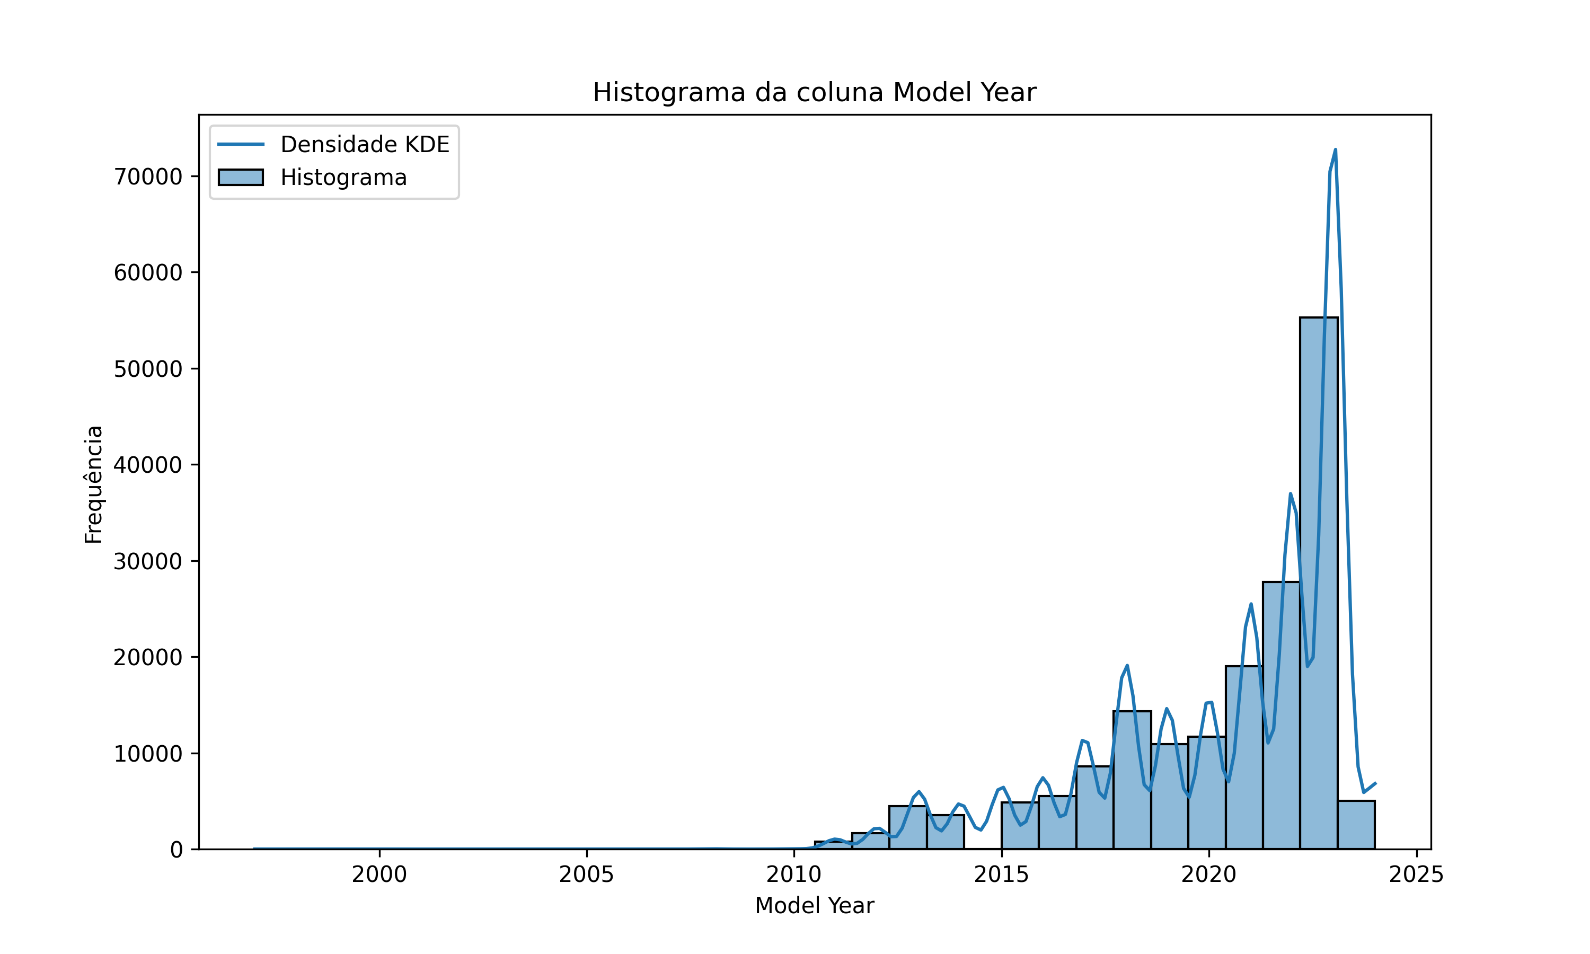 Histograma da coluna Model Year
Densidade KDE
Histograma
70000
60000
50000
40000
30000
20000
10000
0
Frequência
2000 2005 2010 2015 2020 2025
Model Year